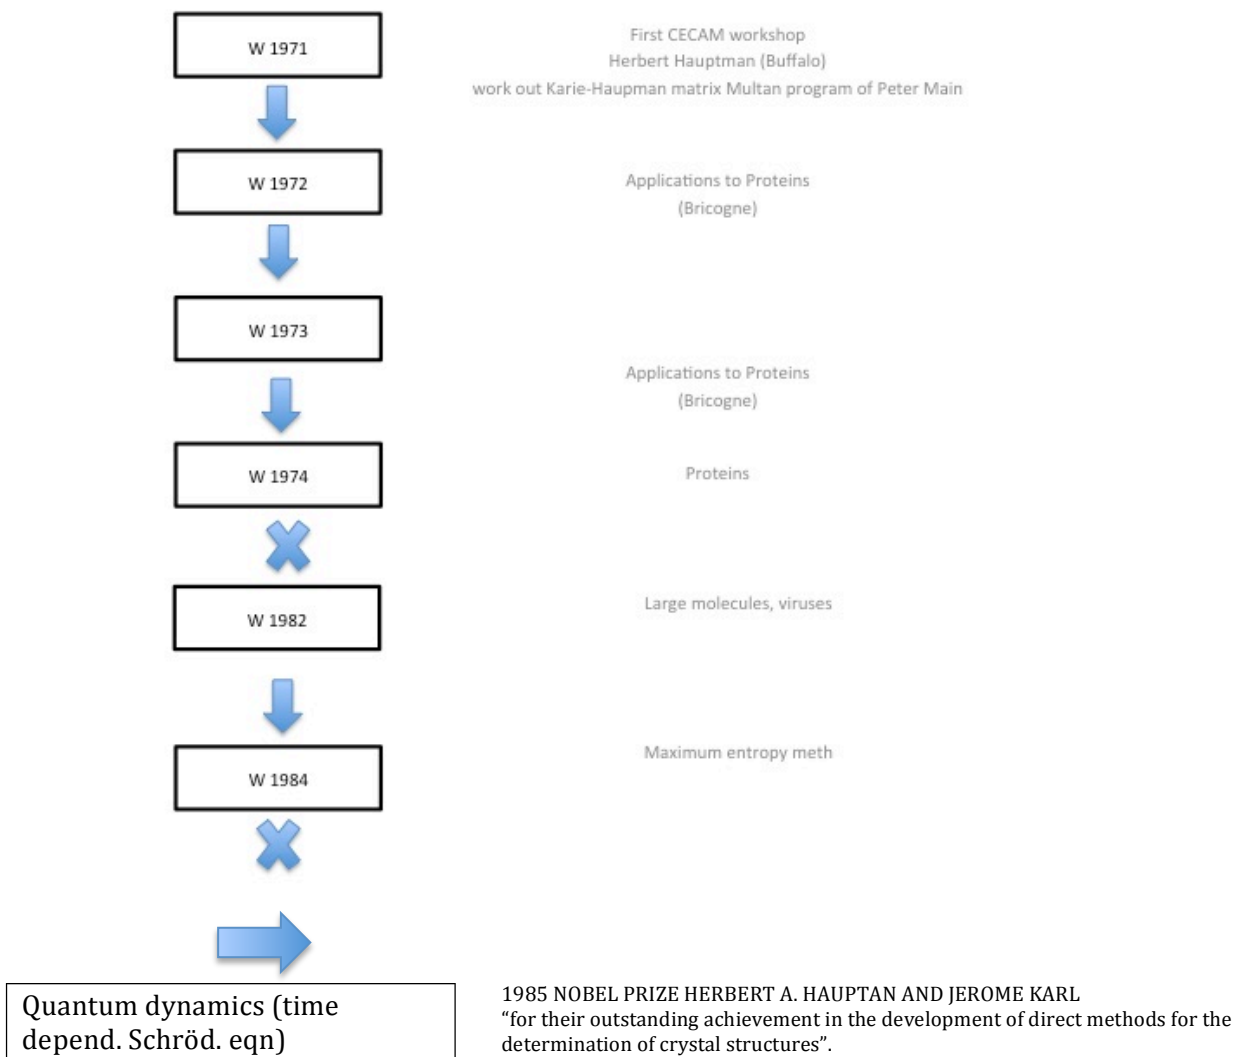 W 1971
First CECAM workshop
Herbert Hauptman (Buffalo)
work out Karie-Haupman matrix Multan program of Peter Main
W 1972
Applications to Proteins
(Bricogne)
W 1973
Applications to Proteins
(Bricogne)
W 1974
Proteins
W 1982
Large molecules, viruses
W 1984
Maximum entropy meth
Quantum dynamics (time
depend. Schröd. eqn)
1985 NOBEL PRIZE HERBERT A. HAUPTAN AND JEROME KARL
“for their outstanding achievement in the development of direct methods for the
determination of crystal structures”.